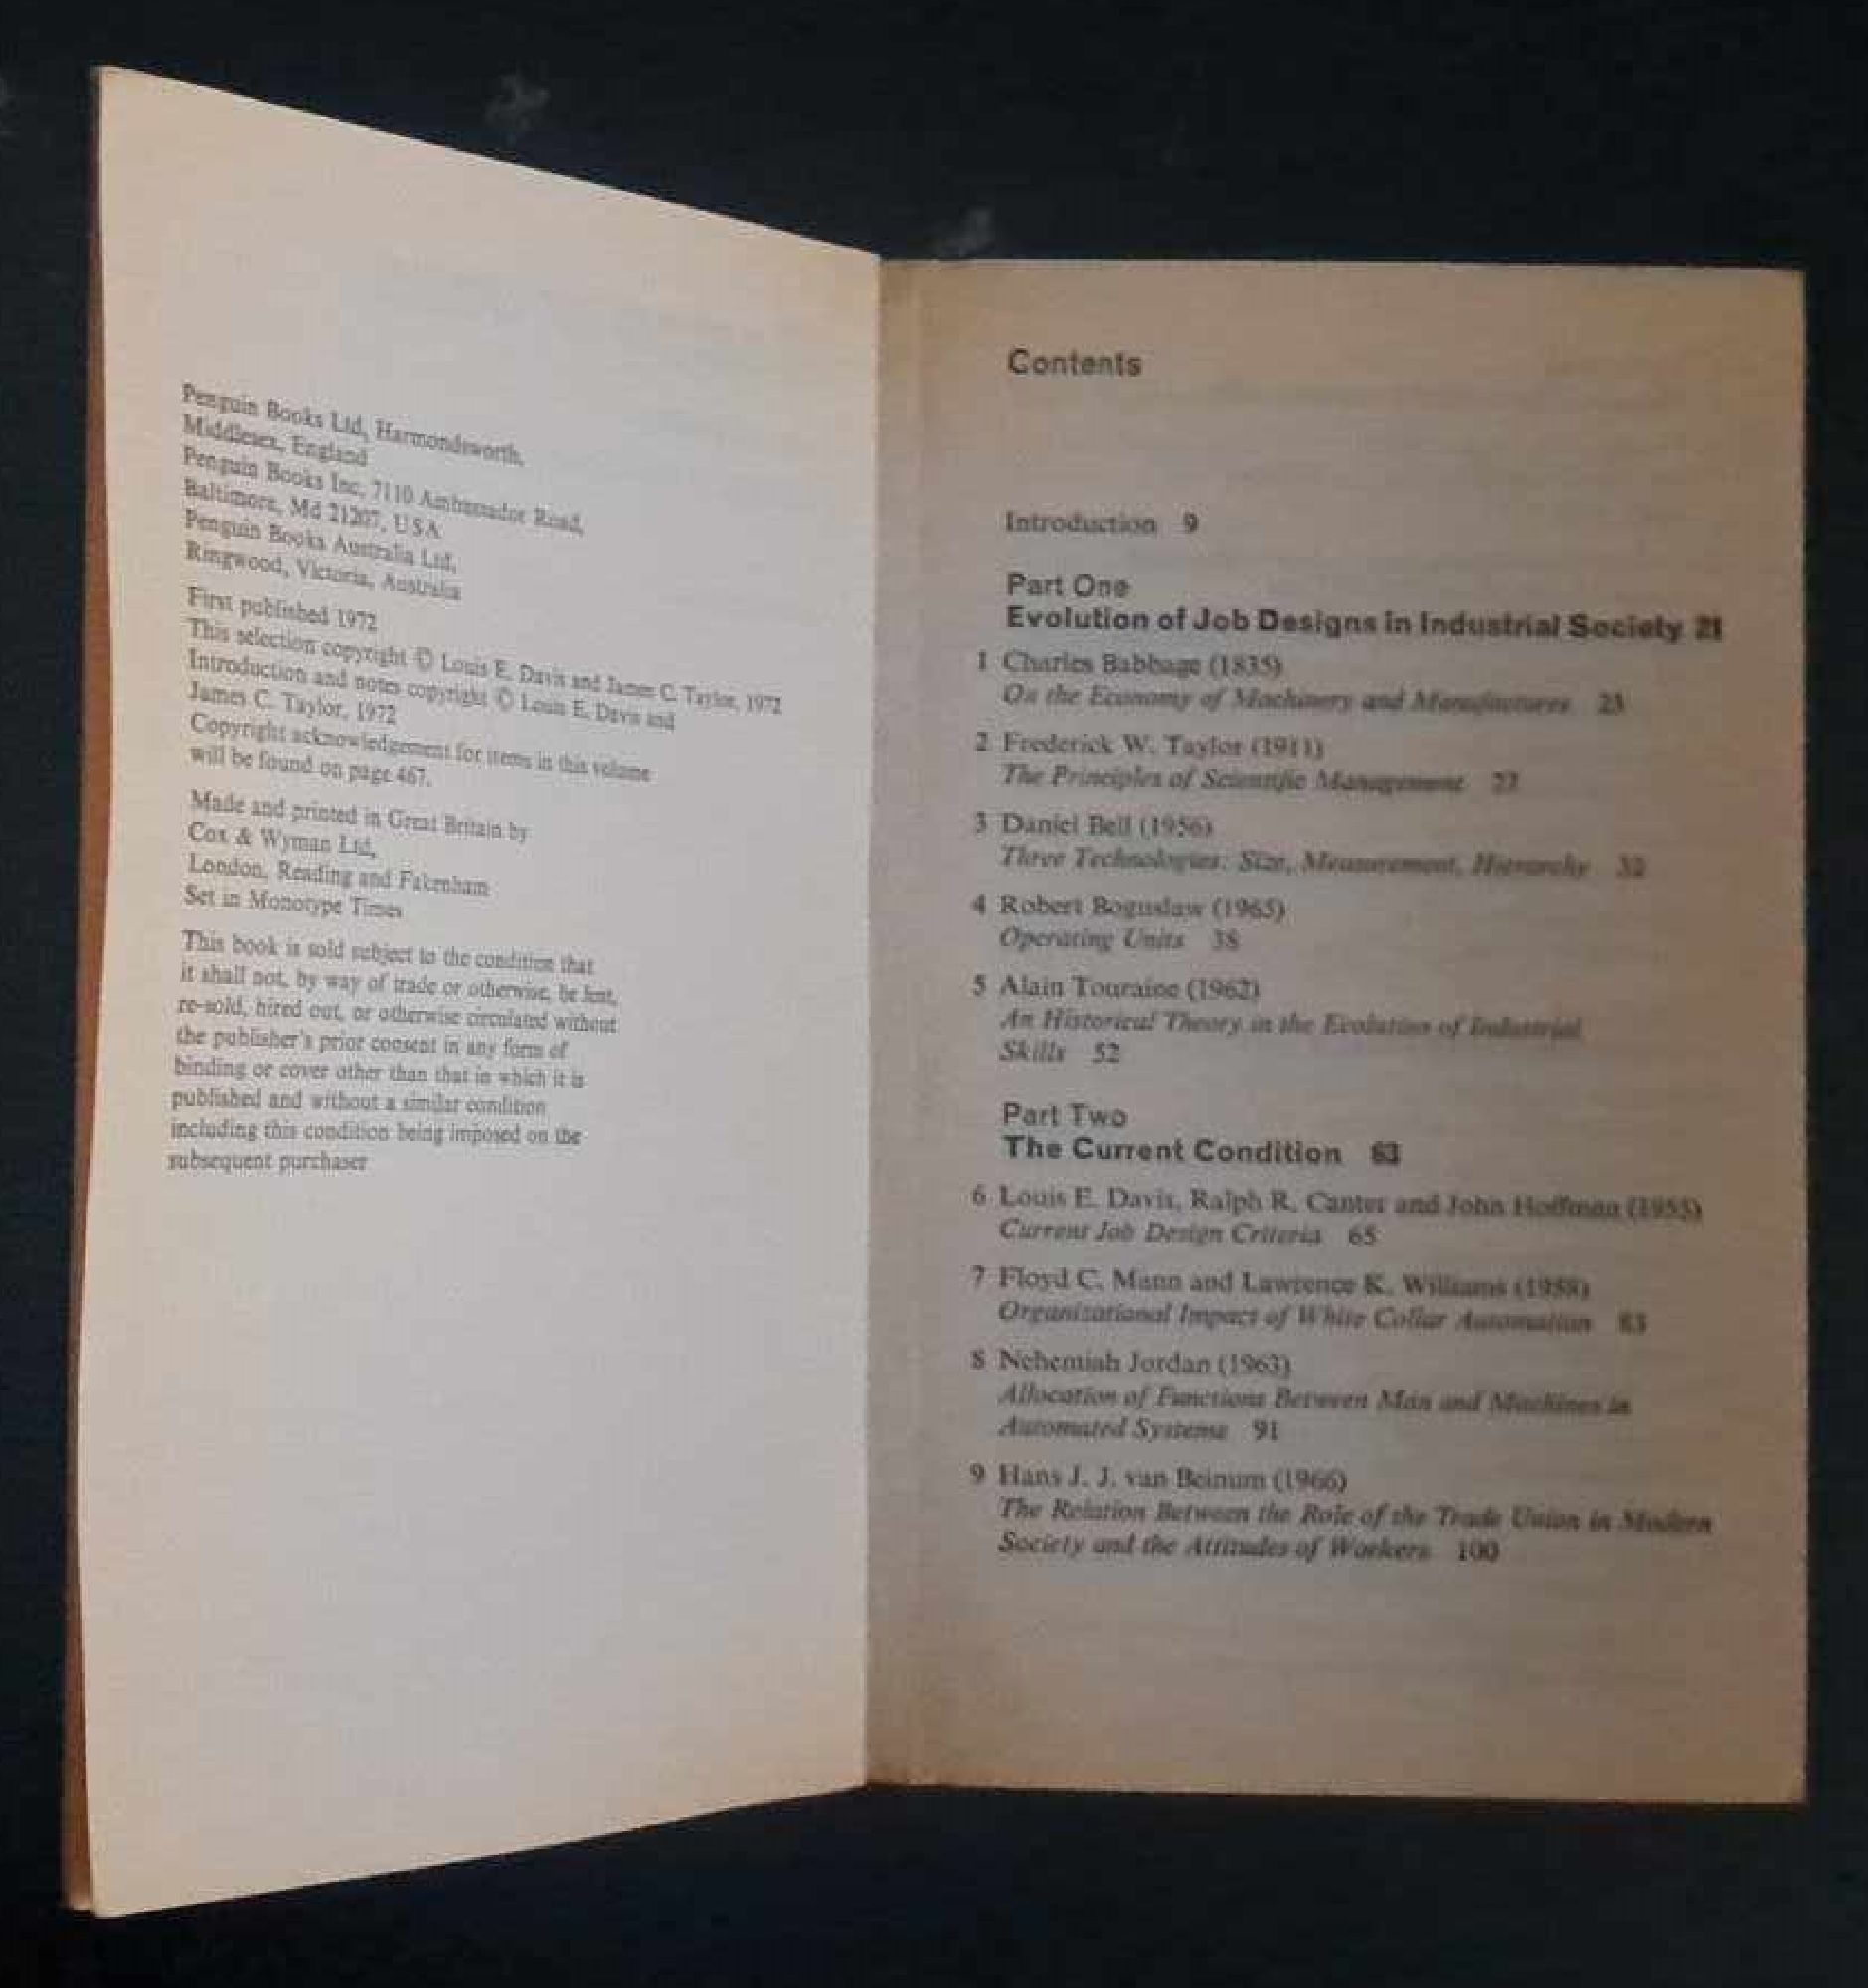 Penguin Books Ltd, Harmondsworth,
Middlesex, England
Penguin Books Inc, 7110 Ambassador Road,
Baltimore, Md 21207, USA
Penguin Books Australia Ltd,
Ringwood, Victoria, Australia
First published 1972
This selection copyright © Louis E. Davis and James C. Taylor, 1972
Introduction and notes copyright © Louis E. Davis and
James C. Taylor, 1972
Copyright acknowledgement for items in this volume
will be found on page 467.
Made and printed in Great Britain by
Cox & Wyman Ltd,
London, Reading and Fakenham
Set in Monotype Times
This book is sold subject to the condition that
it shall not, by way of trade or otherwise, be lent,
re-sold, hired out, or otherwise circulated without
the publisher's prior consent in any form of
binding or cover other than that in which it is
published and without a similar condition
including this condition being imposed on the
subsequent purchaser
Contents
Introduction 9
Part One
Evolution of Job Designs in Industrial Society 21
1 Charles Babbage (1835)
On the Economy of Machinery and Manufactures 23
2 Frederick W. Taylor (1911)
The Principles of Scientific Management 27
3 Daniel Bell (1956)
Three Technologies: Size, Measurement, Hierarchy 32
4 Robert Boguslaw (1965)
Operating Units 38
5 Alain Touraine (1962)
An Historical Theory in the Evolution of Industrial
Skills 52
Part Two
The Current Condition 63
6 Louis E. Davis, Ralph R. Canter and John Hoffman (1955)
Current Job Design Criteria 65
7 Floyd C. Mann and Lawrence K. Williams (1958)
Organizational Impact of White Collar Automation 83
8 Nehemiah Jordan (1963)
Allocation of Functions Between Man and Machines in
Automated Systems 91
9 Hans J. J. van Beinum (1966)
The Relation Between the Role of the Trade Union in Modern
Society and the Attitudes of Workers 100